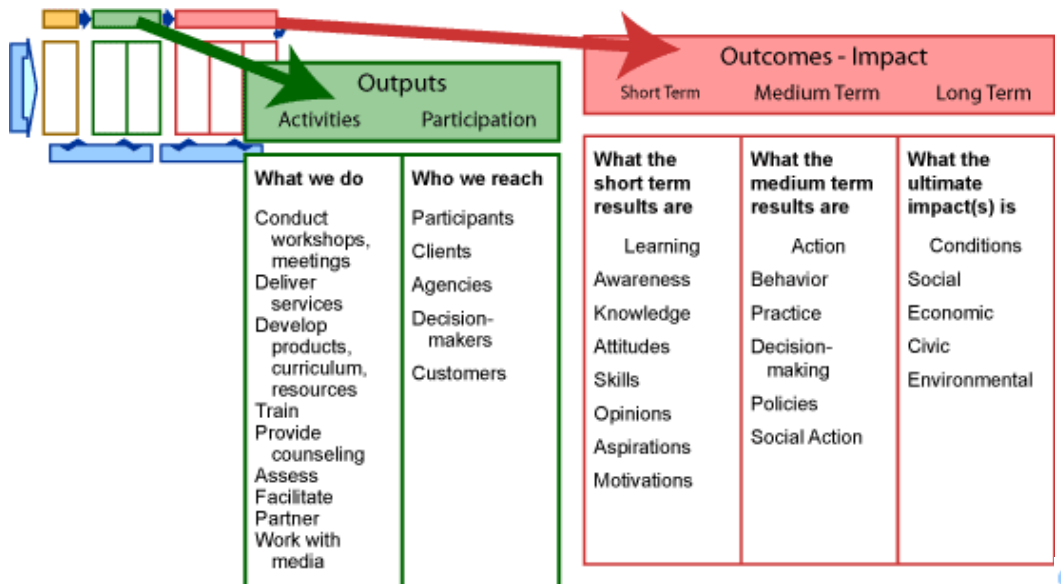 Outputs
Activities
Participation
What we do
Conduct
workshops,
meetings
Deliver
services
Develop
products,
curriculum,
resources
Train
Provide
counseling
Assess
Facilitate
Partner
Work with
media
Who we reach
Participants
Clients
Agencies
Decision-
makers
Customers
Outcomes - Impact
Short Term
Medium Term
Long Term
What the
short term
results are
Learning
Awareness
Knowledge
Attitudes
Skills
Opinions
Aspirations
Motivations
What the
medium term
results are
Action
Behavior
Practice
Decision-
making
Policies
Social Action
What the
ultimate
impact(s) is
Conditions
Social
Economic
Civic
Environmental